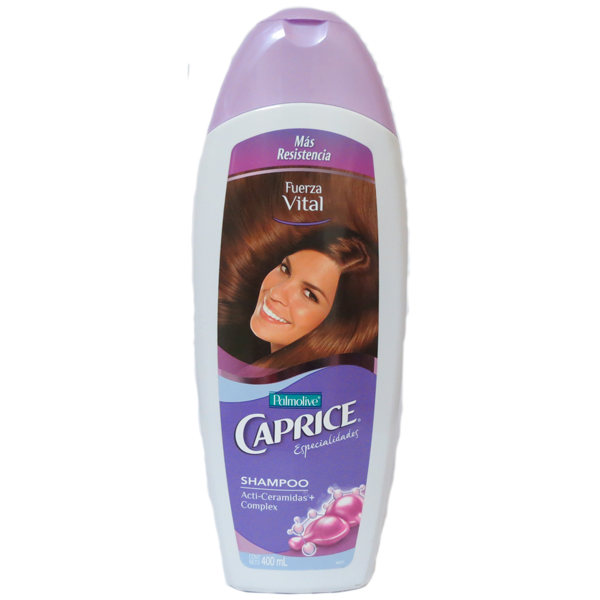 Más
Resistencia
Fuerza
Vital
Palmolive®
CAPRICE
Especialidades
SHAMPOO
Acti-Ceramidas+
Complex
400 mL